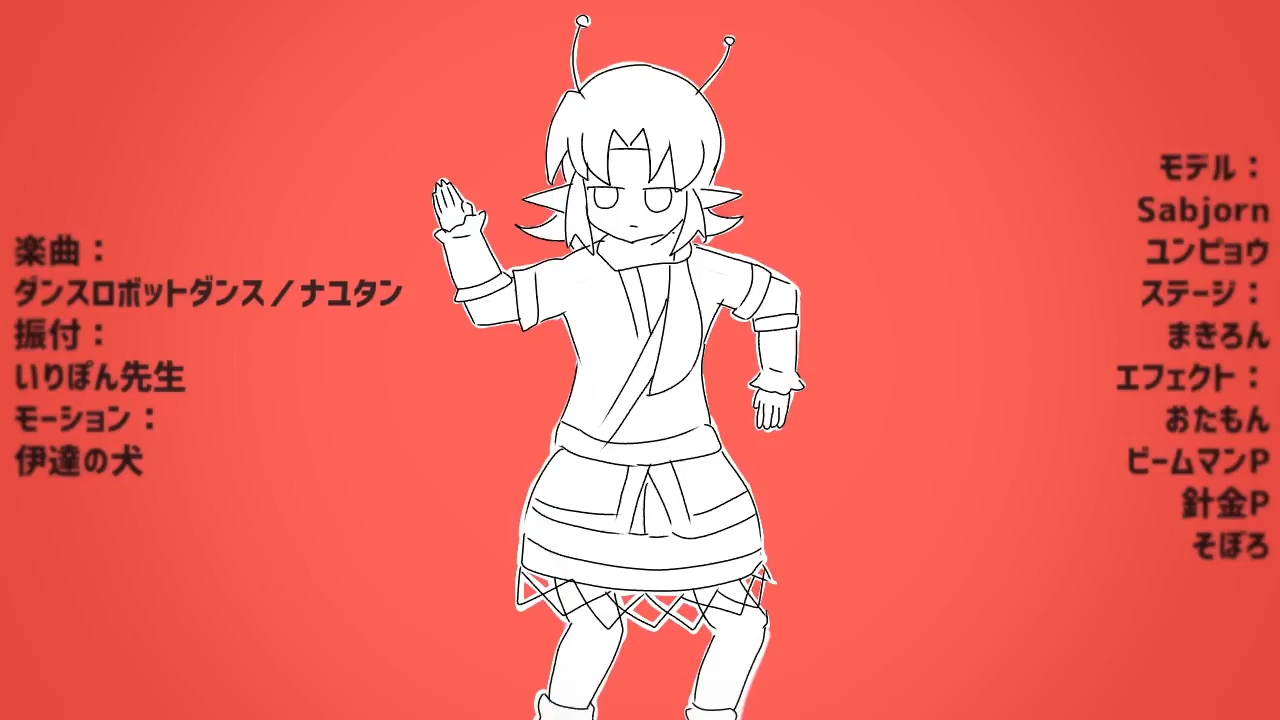 楽曲：
ダンスロボットダンス／ナユタン
振付：
いりぽん先生
モーション：
伊達の犬
モデル：
Sabjorn
ユンピョウ
ステージ：
まきろん
エフェクト：
おたもん
ビームマンP
針金P
そぼろ